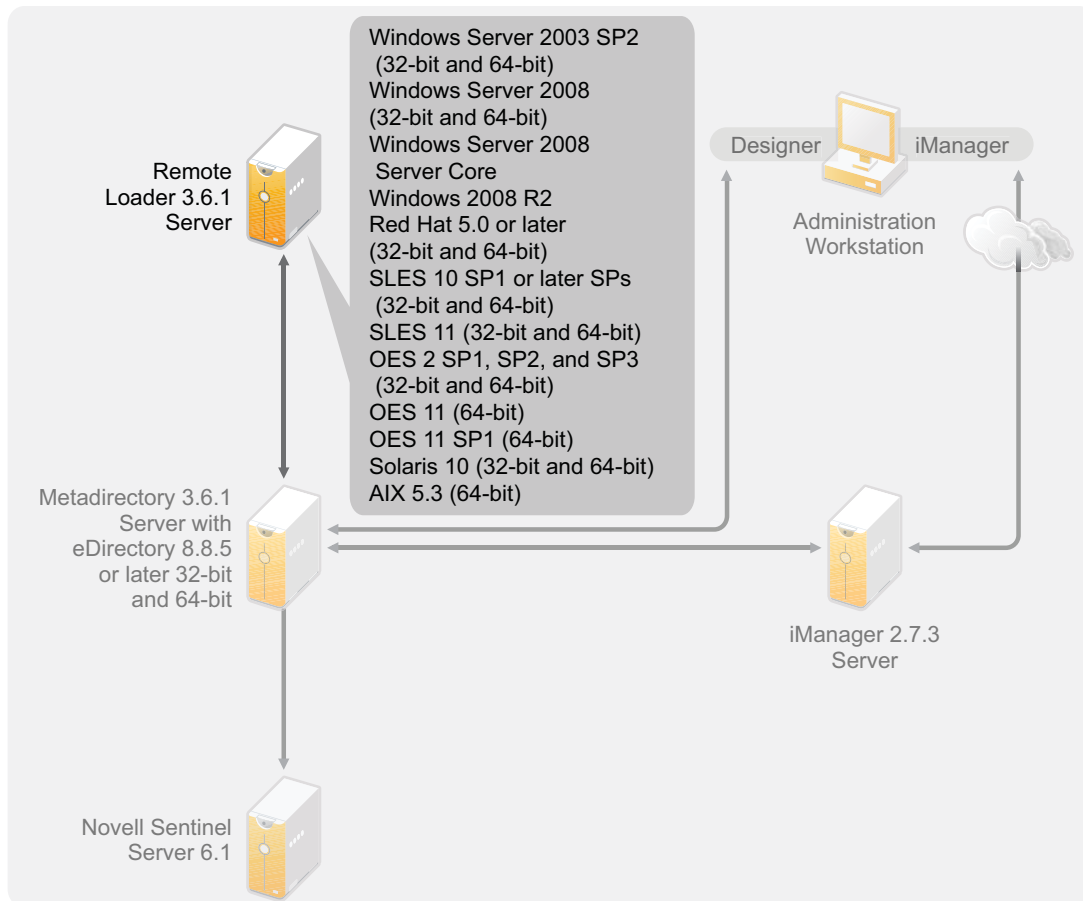 Windows Server 2003 SP2
(32-bit and 64-bit)
Windows Server 2008
(32-bit and 64-bit)
Windows Server 2008
Server Core
Windows 2008 R2
Red Hat 5.0 or later
(32-bit and 64-bit)
SLES 10 SP1 or later SPs
(32-bit and 64-bit)
SLES 11 (32-bit and 64-bit)
OES 2 SP1, SP2, and SP3
(32-bit and 64-bit)
OES 11 (64-bit)
OES 11 SP1 (64-bit)
Solaris 10 (32-bit and 64-bit)
AIX 5.3 (64-bit)
Remote
Loader 3.6.1
Server
Designer
iManager
Administration
Workstation
Metadirectory 3.6.1
Server with
eDirectory 8.8.5
or later 32-bit
and 64-bit
iManager 2.7.3
Server
Novell Sentinel
Server 6.1